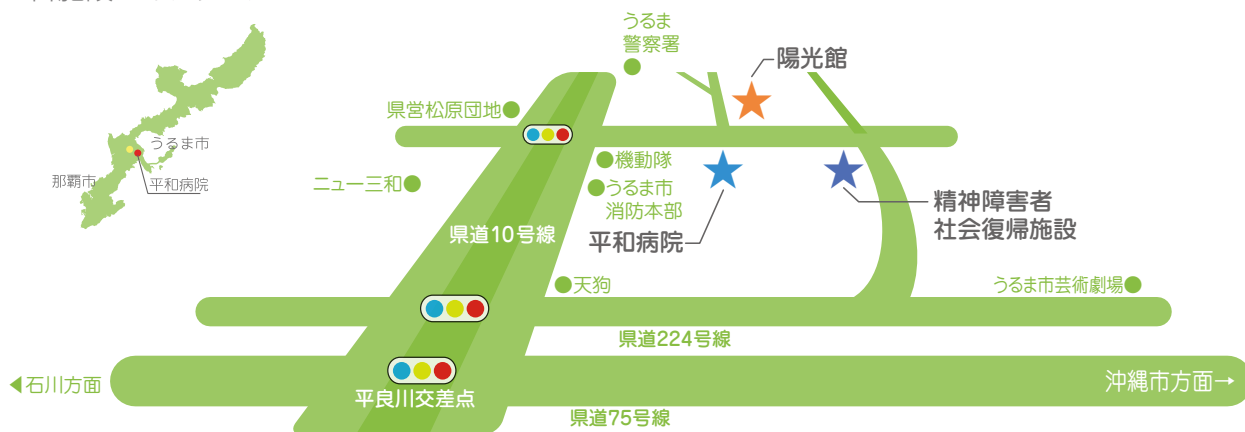 うるま
警察署
陽光館
県営松原団地
うるま市
機動隊
那覇市
平和病院
ニュー三和
うるま市
消防本部
精神障害者
社会復帰施設
県道10号線
平和病院
天狗
うるま市芸術劇場
県道224号線
石川方面
沖縄市方面→
平良川交差点
県道75号線